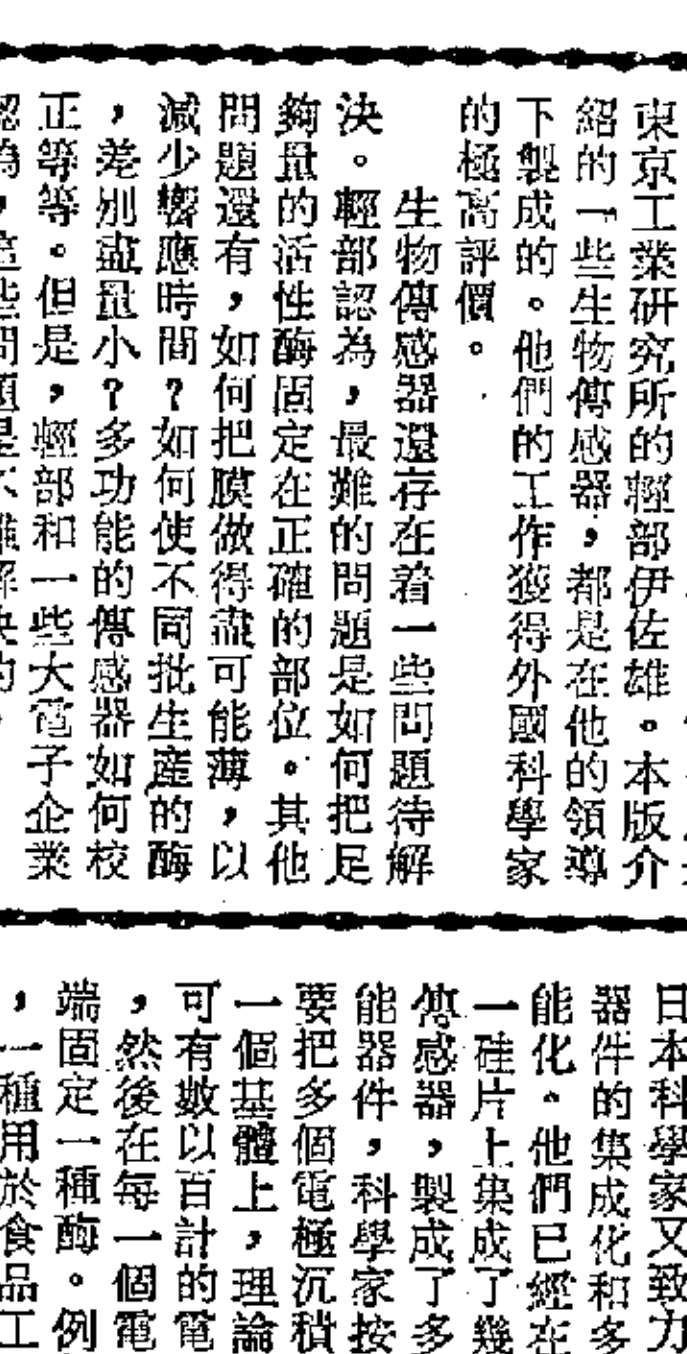 東京工業研究所的輕部伊佐雄。本版介
紹的一些生物傳感器，都是在他的領導
下製成的。他們的工作獲得外國科學家
的極高評價。
生物傳感器還存在着一些問題待解
決。輕部認為，最難的問題是如何把足
夠量的活性酶固定在正確的部位。其他
問題還有，如何把膜做得盡可能薄，以
減少響應時間？如何使不同批生産的酶
，差別盡量小？多功能的傳感器如何校
正等等。但是，輕部和一些大電子企業
認為，這些問題是不難解決的。
日本科學家又致力
器件的集成化和多
能化。他們已經在
一硅片上集成了幾
傳感器，製成了多
能器件，科學家按
要把多個電極沉積
一個基體上，理論
可有數以百計的電
，然後在每一個電
端固定一種酶。例
，一種用於食品工